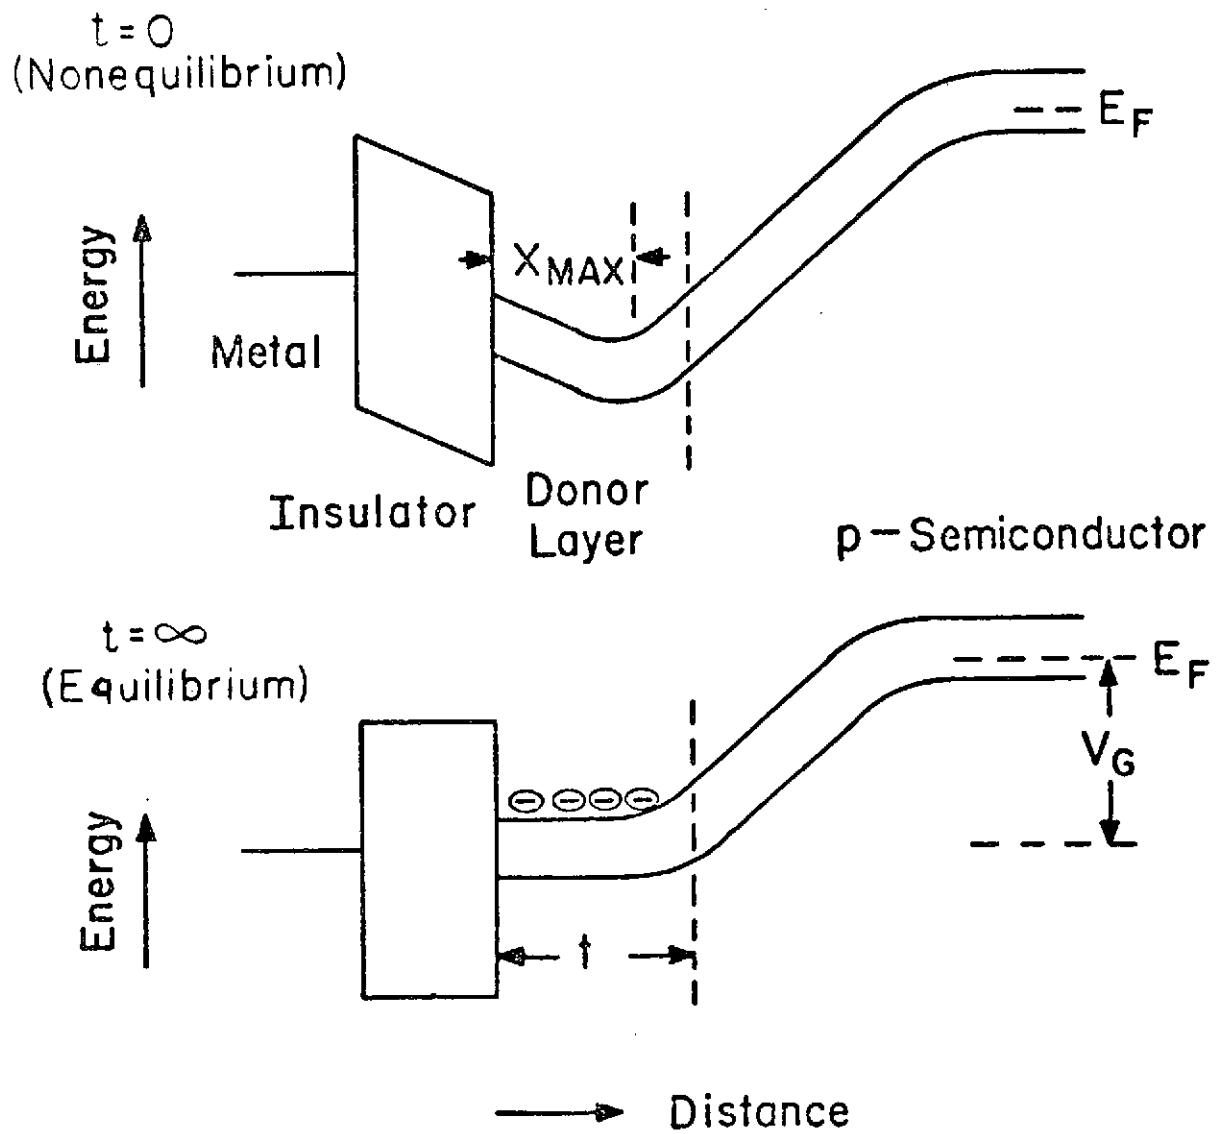 t = 0
(Nonequilibrium)
E_F
X_MAX
Energy
Metal
Insulator
Donor
Layer
p - Semiconductor
t = ∞
(Equilibrium)
E_F
V_G
⊖ ⊖ ⊖ ⊖
Energy
t
Distance